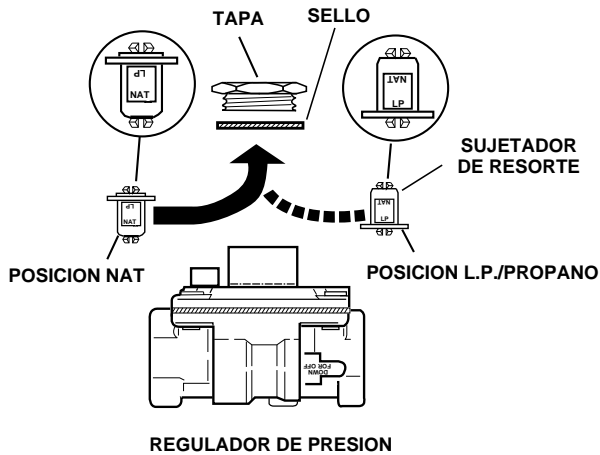 TAPA
SELLO
LP
NAT
NAT
LP
SUJETADOR
DE RESORTE
LP
NAT
NAT
LP
POSICION NAT
POSICION L.P./PROPANO
DOWN
FOR OFF
REGULADOR DE PRESION